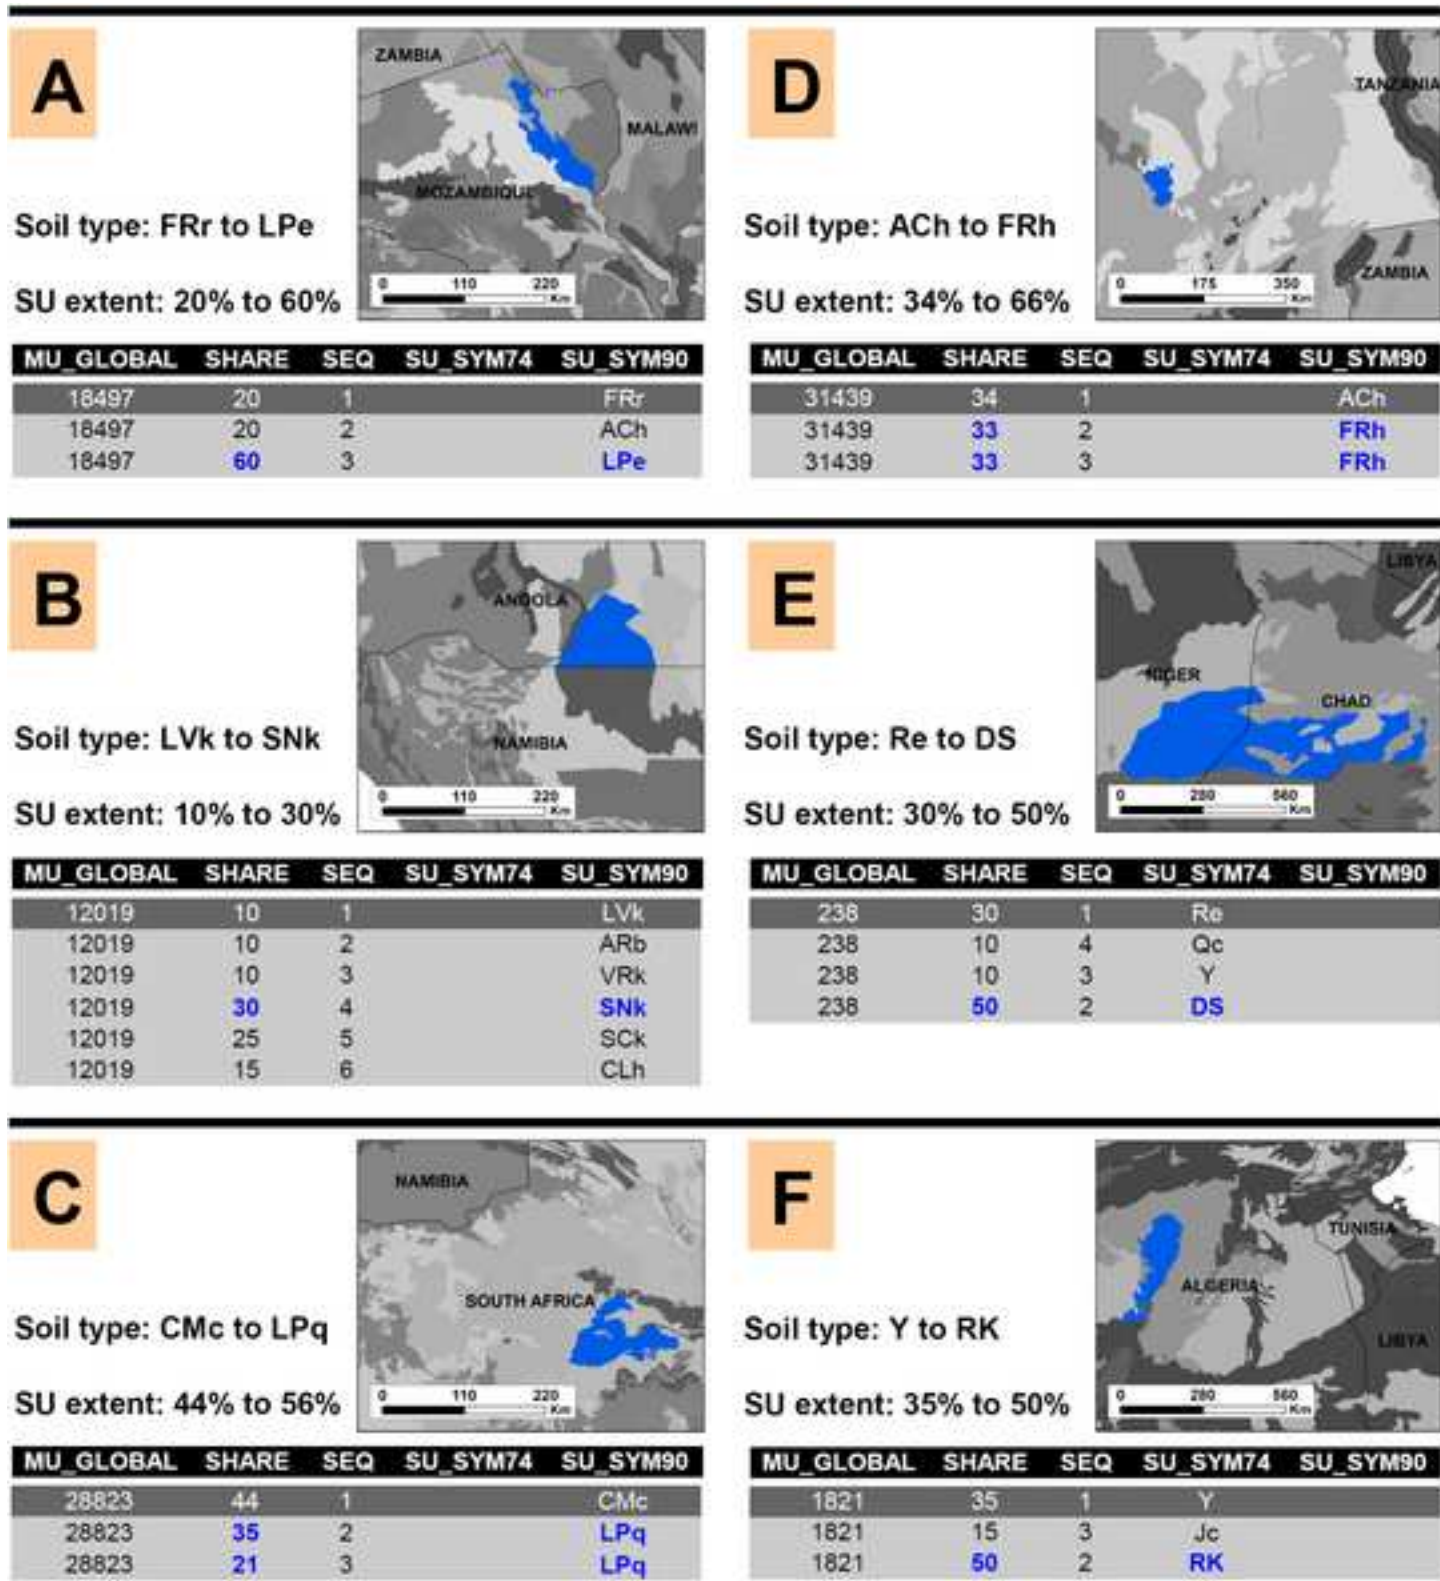 A
ZAMBIA
MALAWI
MOZAMBIQUE
0 110 220
Km
Soil type: FRr to LPe
SU extent: 20% to 60%
MU_GLOBAL SHARE SEQ SU_SYM74 SU_SYM90
18497 20 1 FRr
18497 20 2 ACh
18497 60 3 LPe
D
TANZANIA
ZAMBIA
0 175 350
Km
Soil type: ACh to FRh
SU extent: 34% to 66%
MU_GLOBAL SHARE SEQ SU_SYM74 SU_SYM90
31439 34 1 ACh
31439 33 2 FRh
31439 33 3 FRh
B
ANGOLA
NAMIBIA
0 110 220
Km
Soil type: LVk to SNk
SU extent: 10% to 30%
MU_GLOBAL SHARE SEQ SU_SYM74 SU_SYM90
12019 10 1 LVk
12019 10 2 ARb
12019 10 3 VRk
12019 30 4 SNk
12019 25 5 SCk
12019 15 6 CLh
E
LIBYA
NIGER
CHAD
0 280 560
Km
Soil type: Re to DS
SU extent: 30% to 50%
MU_GLOBAL SHARE SEQ SU_SYM74 SU_SYM90
238 30 1 Re
238 10 4 Qc
238 10 3 Y
238 50 2 DS
C
NAMIBIA
SOUTH AFRICA
0 110 220
Km
Soil type: CMc to LPq
SU extent: 44% to 56%
MU_GLOBAL SHARE SEQ SU_SYM74 SU_SYM90
28823 44 1 CMc
28823 35 2 LPq
28823 21 3 LPq
F
TUNISIA
ALGERIA
LIBYA
0 280 560
Km
Soil type: Y to RK
SU extent: 35% to 50%
MU_GLOBAL SHARE SEQ SU_SYM74 SU_SYM90
1821 35 1 Y
1821 15 3 Jc
1821 50 2 RK